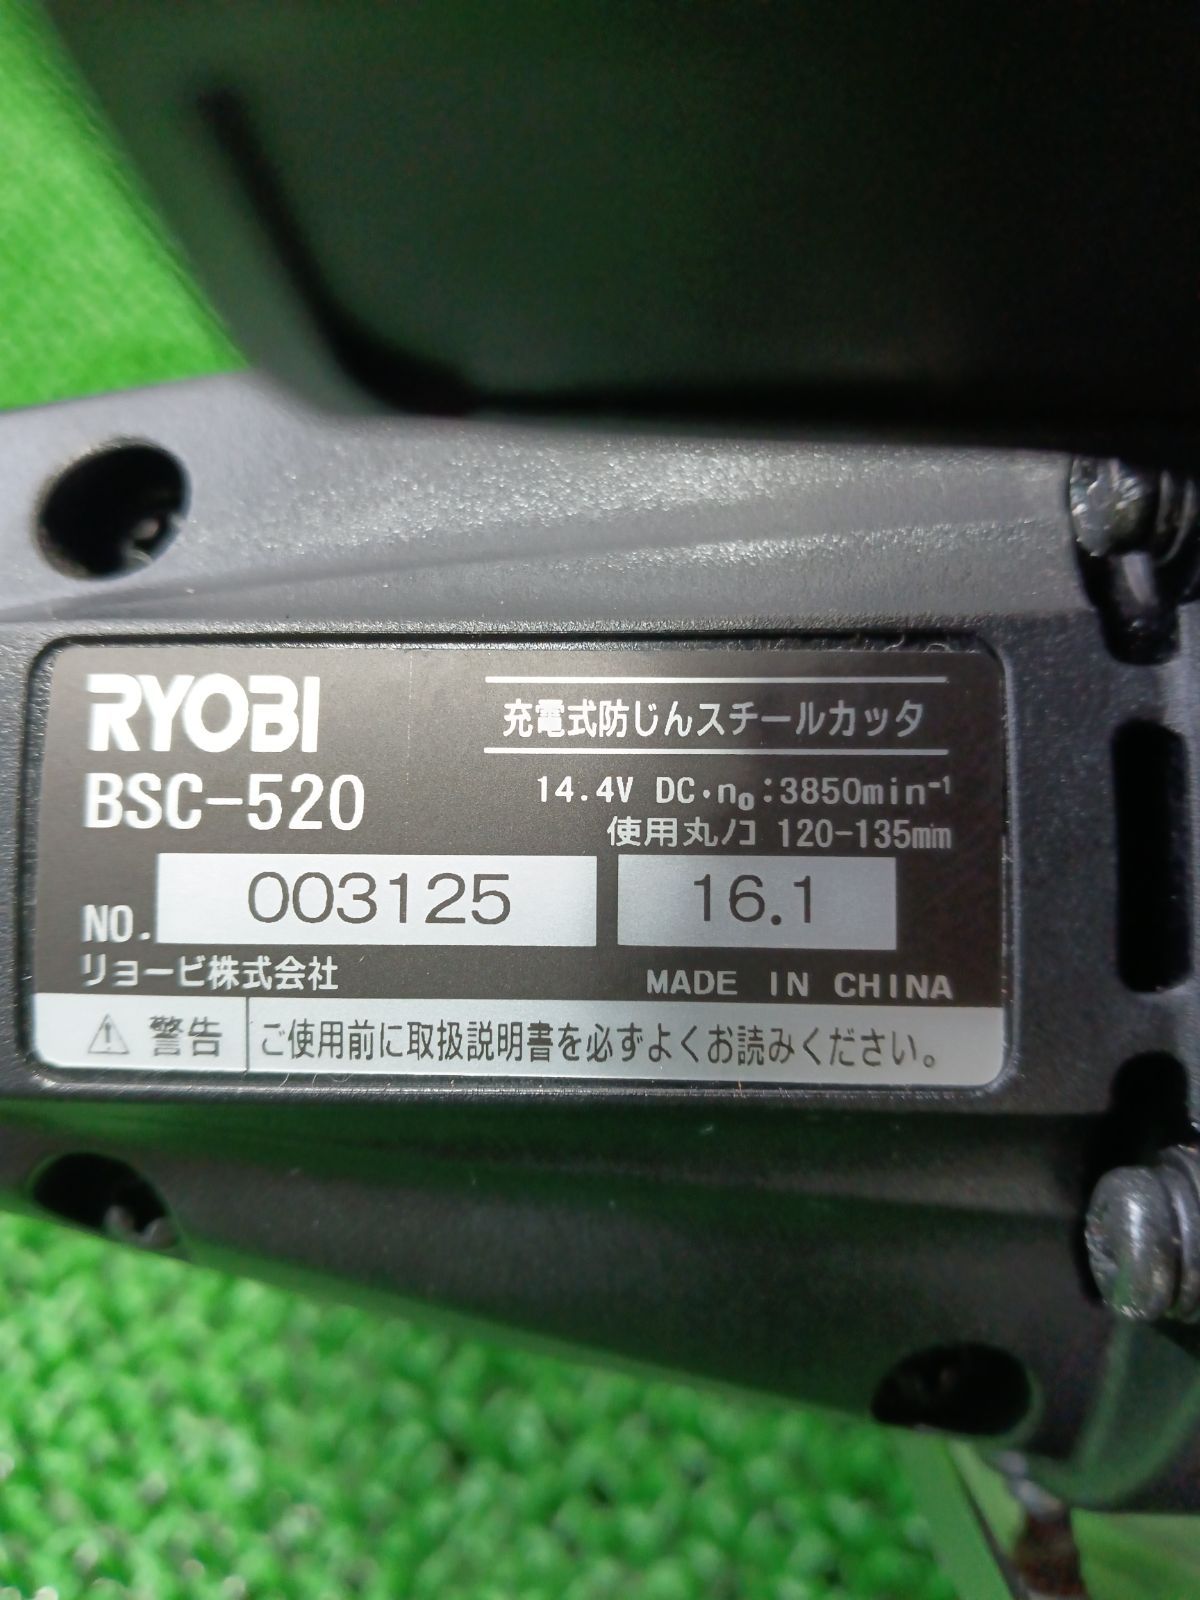 RYOBI
充電式防じんスチールカッタ
BSC-520
14.4V DC・n₀:3850min⁻¹
使用丸ノコ 120-135mm
NO. 003125 16.1
リョービ株式会社 MADE IN CHINA
⚠ 警告 ご使用前に取扱説明書を必ずよくお読みください。